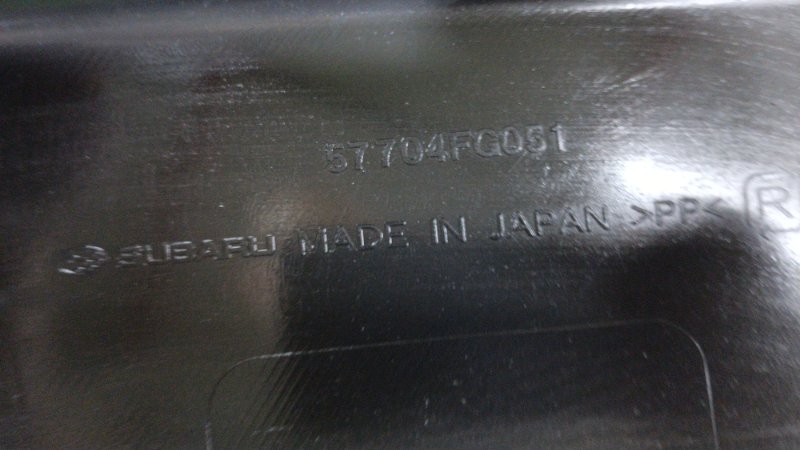 57704FG051
SUBARU MADE IN JAPAN >PP< R